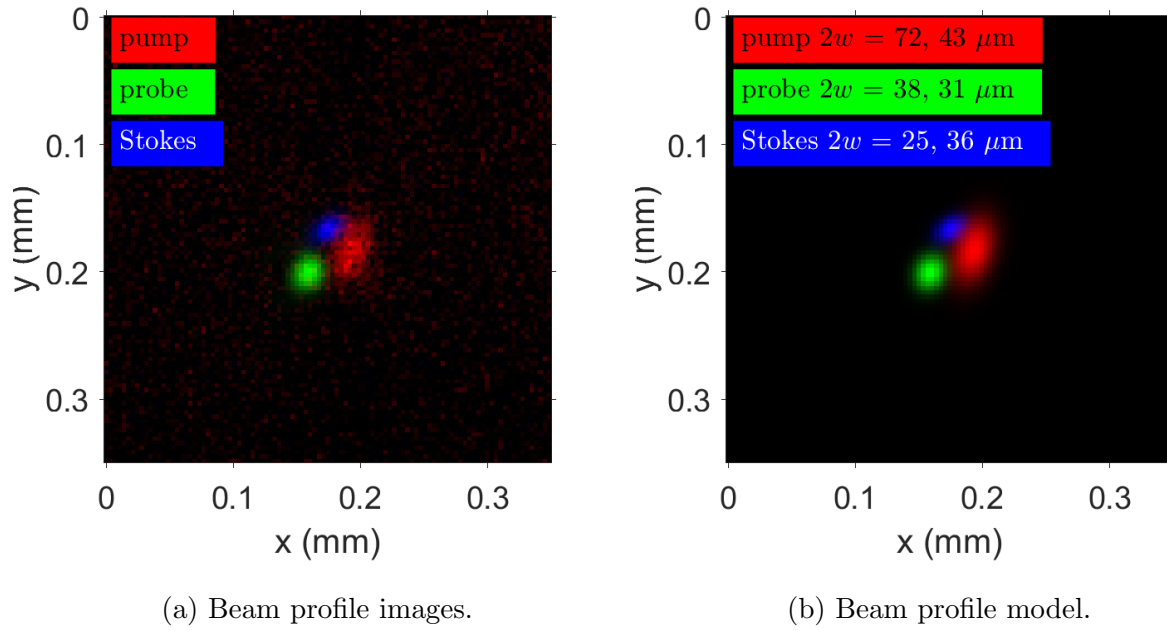 0
0.1
0.2
0.3
y (mm)
pump
probe
Stokes
0
0.1
0.2
0.3
x (mm)
(a) Beam profile images.
0
0.1
0.2
0.3
y (mm)
pump 2w = 72, 43 μm
probe 2w = 38, 31 μm
Stokes 2w = 25, 36 μm
0
0.1
0.2
0.3
x (mm)
(b) Beam profile model.